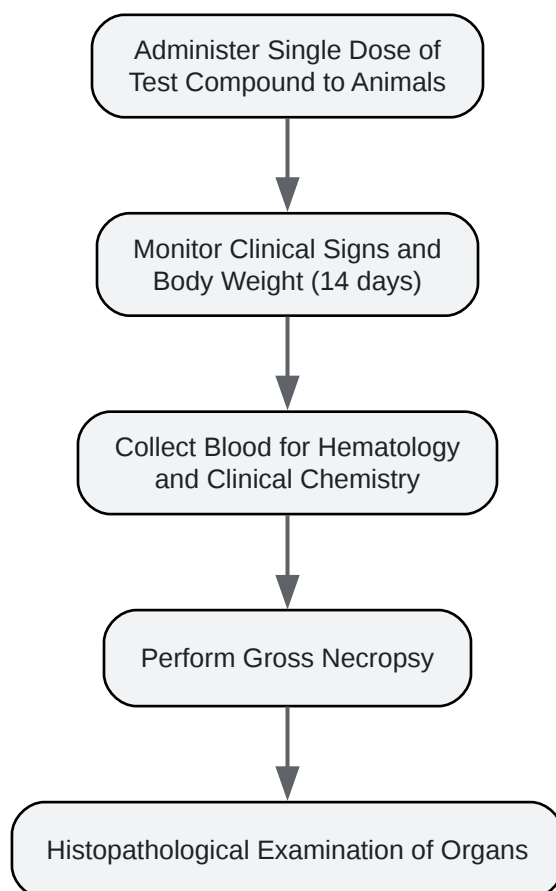 Administer Single Dose of
Test Compound to Animals
Monitor Clinical Signs and
Body Weight (14 days)
Collect Blood for Hematology
and Clinical Chemistry
Perform Gross Necropsy
Histopathological Examination of Organs